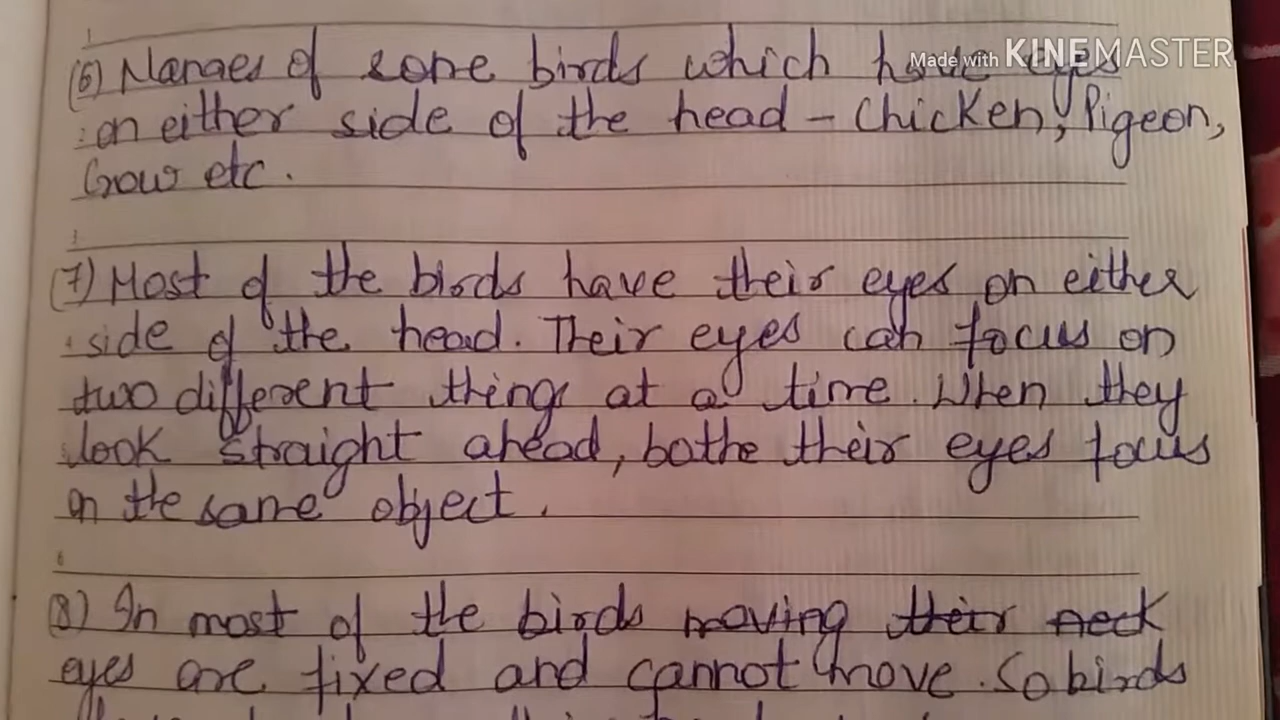 Made with KINEMASTER
(6) Names of some birds which have eyes
on either side of the head - Chicken, Pigeon,
Crow etc.
(7) Most of the birds have their eyes on either
side of the head. Their eyes can focus on
two different things at a time. When they
look straight ahead, bothe their eyes focus
on the same object.
(8) In most of the birds moving their neck
eyes are fixed and cannot move. So birds